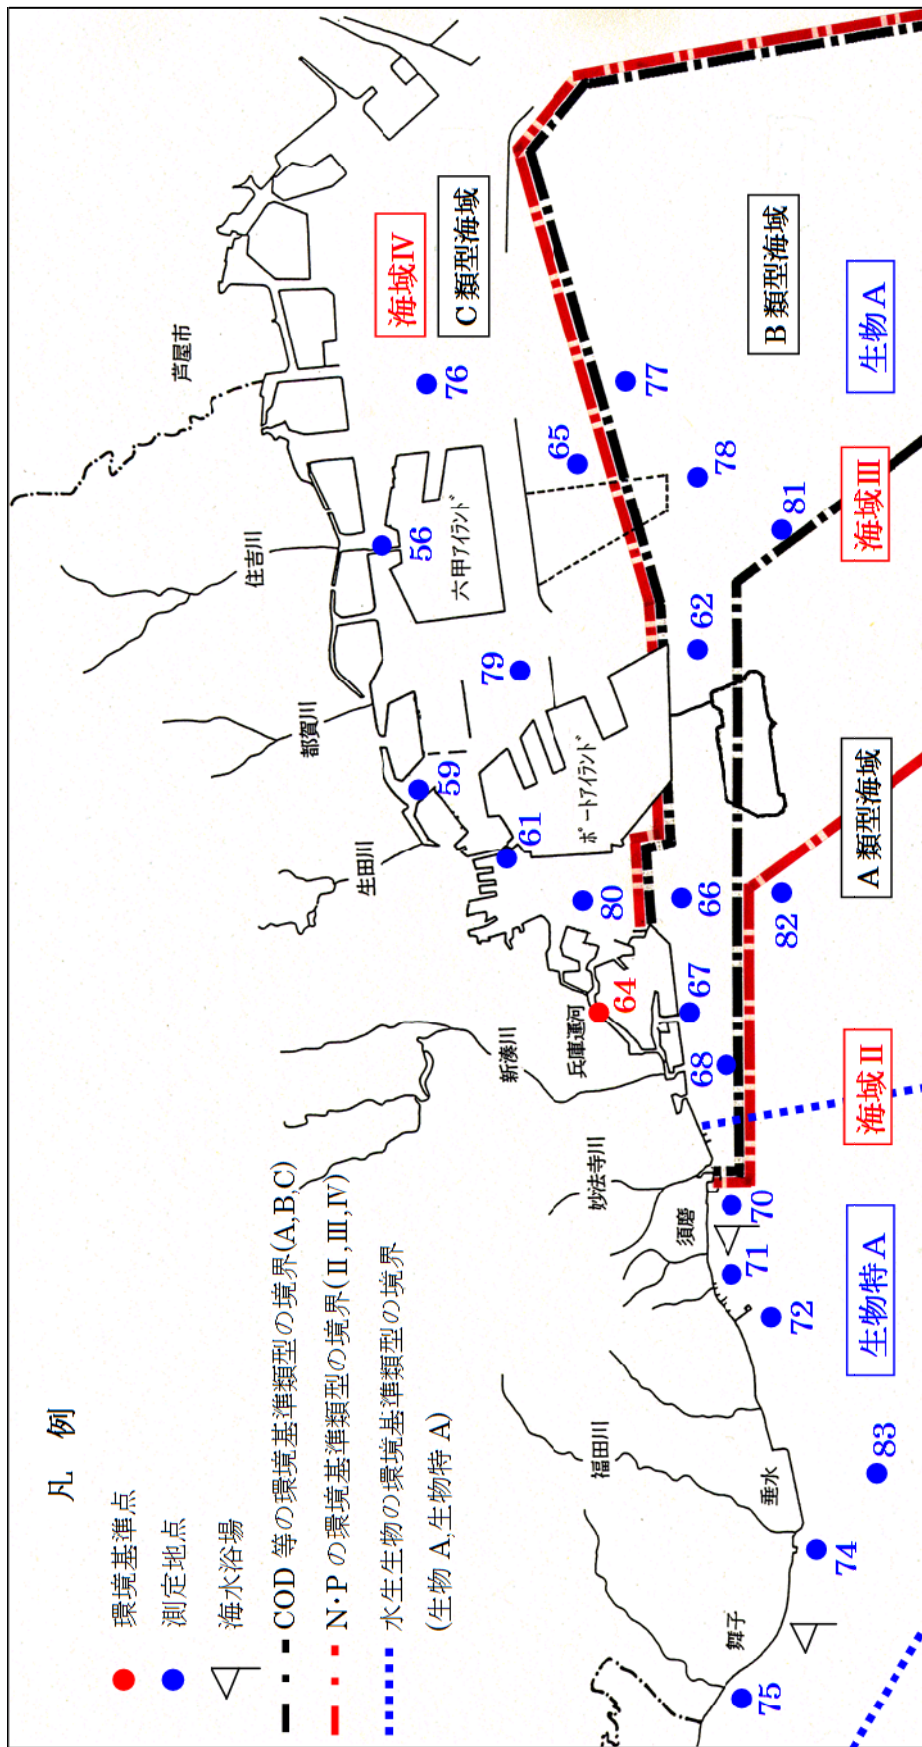 凡 例
環境基準点
測定地点
海水浴場
COD 等の環境基準類型の境界(A,B,C)
N・P の環境基準類型の境界(Ⅱ,Ⅲ,Ⅳ)
水生生物の環境基準類型の境界
(生物 A,生物特 A)
芦屋市
住吉川
都賀川
生田川
新湊川
兵庫運河
妙法寺川
須磨
福田川
垂水
舞子
六甲アイランド
ポートアイランド
海域Ⅳ
C 類型海域
B 類型海域
生物 A
海域Ⅲ
A 類型海域
海域Ⅱ
生物特 A
76
65
77
56
78
81
79
62
59
61
80
66
82
64
67
68
70
71
72
83
74
75